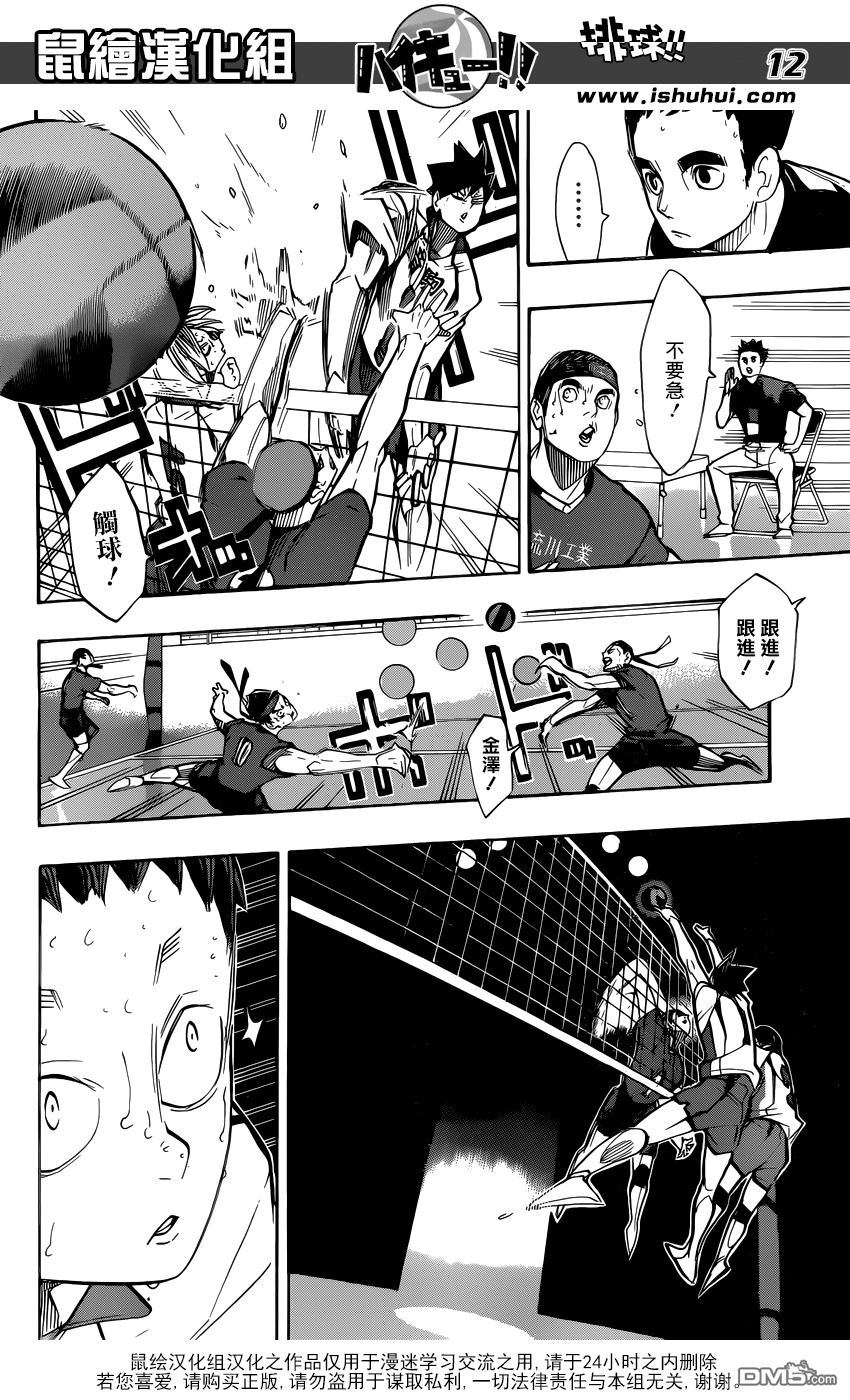 鼠繪漢化組
ハイキュー!!
排球!!
12
www.ishuhui.com
……
不要急！
流川工業
觸球！
跟進！
跟進！
金澤！
鼠绘汉化组汉化之作品仅用于漫迷学习交流之用, 请于24小时之内删除
若您喜爱, 请购买正版, 请勿盗用于谋取私利, 一切法律责任与本组无关, 谢谢。
DM5.com